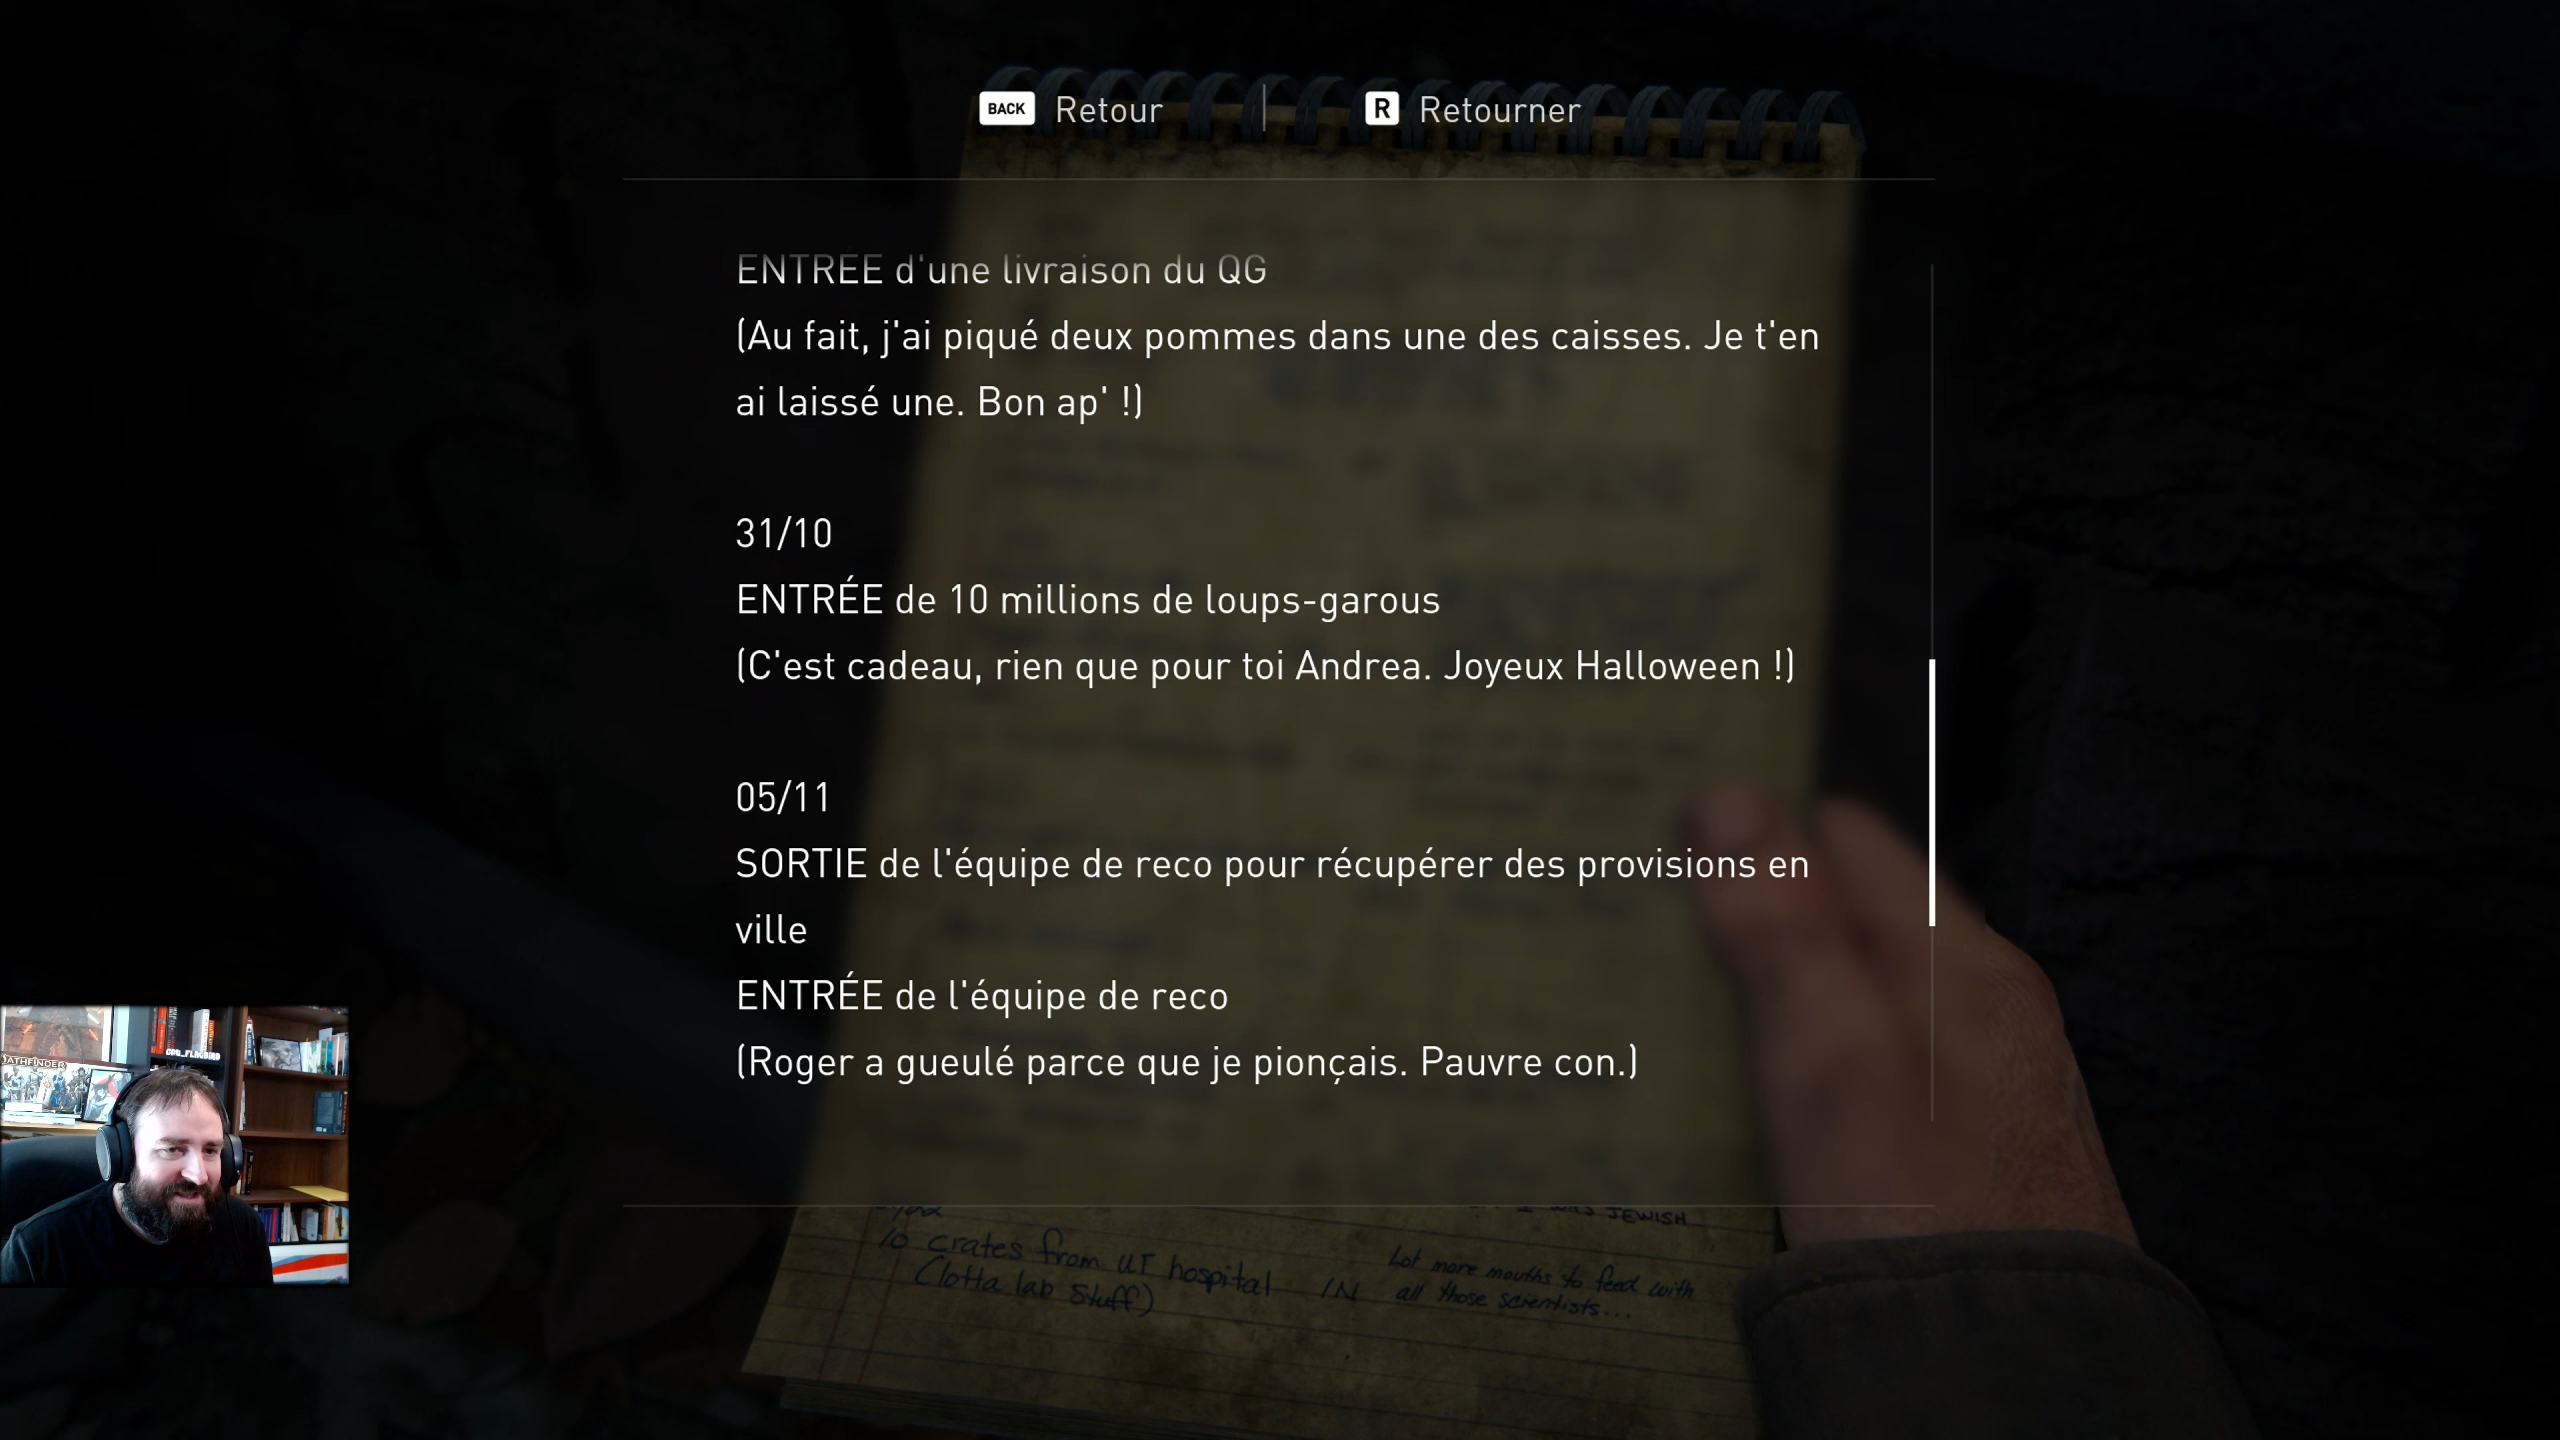 BACK Retour
R Retourner
ENTRÉE d'une livraison du QG
(Au fait, j'ai piqué deux pommes dans une des caisses. Je t'en
ai laissé une. Bon ap' !)
31/10
ENTRÉE de 10 millions de loups-garous
(C'est cadeau, rien que pour toi Andrea. Joyeux Halloween !)
05/11
SORTIE de l'équipe de reco pour récupérer des provisions en
ville
ENTRÉE de l'équipe de reco
(Roger a gueulé parce que je pionçais. Pauvre con.)
I was JEWISH
10 crates from UT hospital IN
(lotta lab stuff)
Lot more mouths to feed with
all those scientists...
PATHFINDER